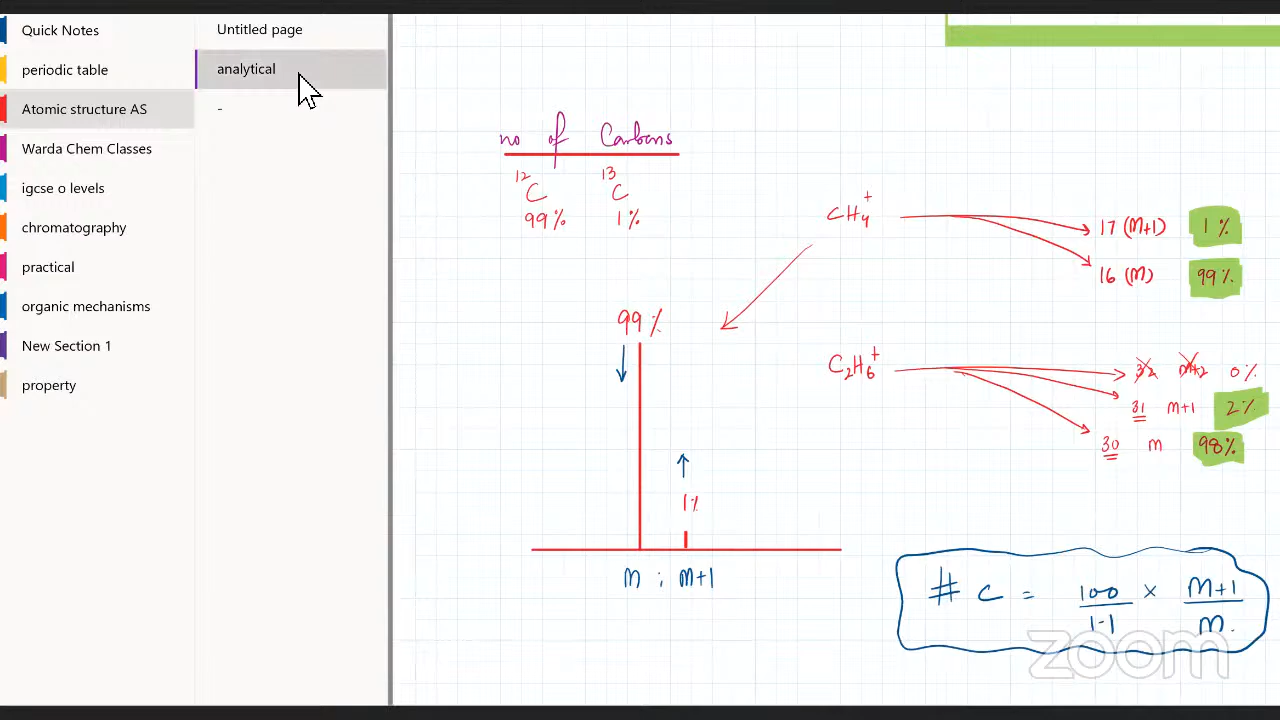 Quick Notes
periodic table
Atomic structure AS
Warda Chem Classes
igcse o levels
chromatography
practical
organic mechanisms
New Section 1
property
Untitled page
analytical
-
no of Carbons
12 13
C C
99% 1%
CH4+
17 (M+1) 1%
16 (M) 99%
99%
1%
m : m+1
C2H6+
32 m+2 0%
31 m+1 2%
30 m 98%
# C = 100/1.1 × M+1/M.
zoom